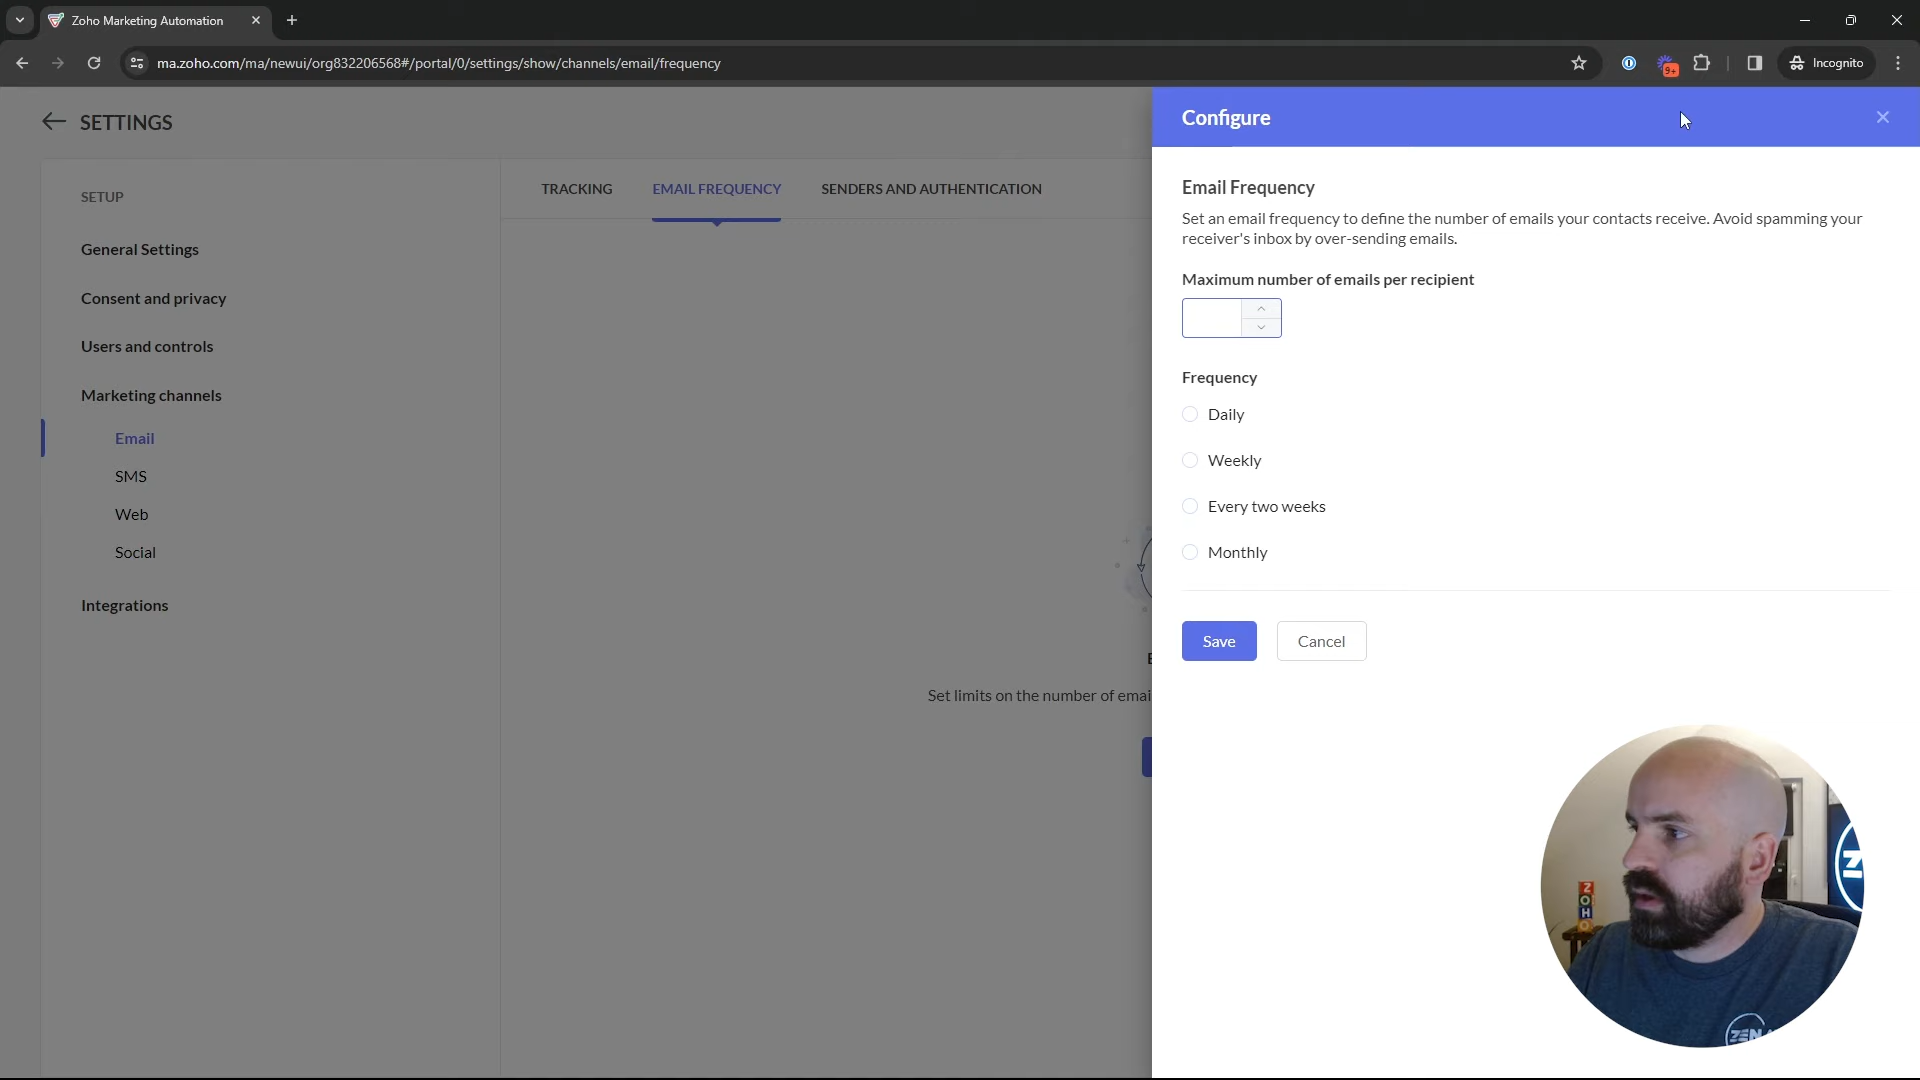 Zoho Marketing Automation
ma.zoho.com/ma/newui/org832206568#/portal/0/settings/show/channels/email/frequency
9+
Incognito
SETTINGS
SETUP
General Settings
Consent and privacy
Users and controls
Marketing channels
Email
SMS
Web
Social
Integrations
TRACKING
EMAIL FREQUENCY
SENDERS AND AUTHENTICATION
Set limits on the number of emai
Configure
Email Frequency
Set an email frequency to define the number of emails your contacts receive. Avoid spamming your
receiver's inbox by over-sending emails.
Maximum number of emails per recipient
Frequency
Daily
Weekly
Every two weeks
Monthly
Save
Cancel
ZOHO
ZEN